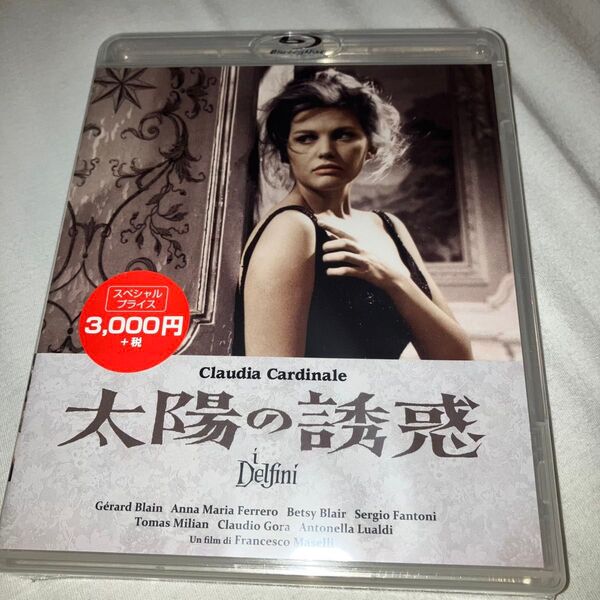 Blu-ray Disc
スペシャル
プライス
3,000円
+税
Claudia Cardinale
太陽の誘惑
i
Delfini
Gérard Blain Anna Maria Ferrero Betsy Blair Sergio Fantoni
Tomas Milian Claudio Gora Antonella Lualdi
Un film di Francesco Maselli